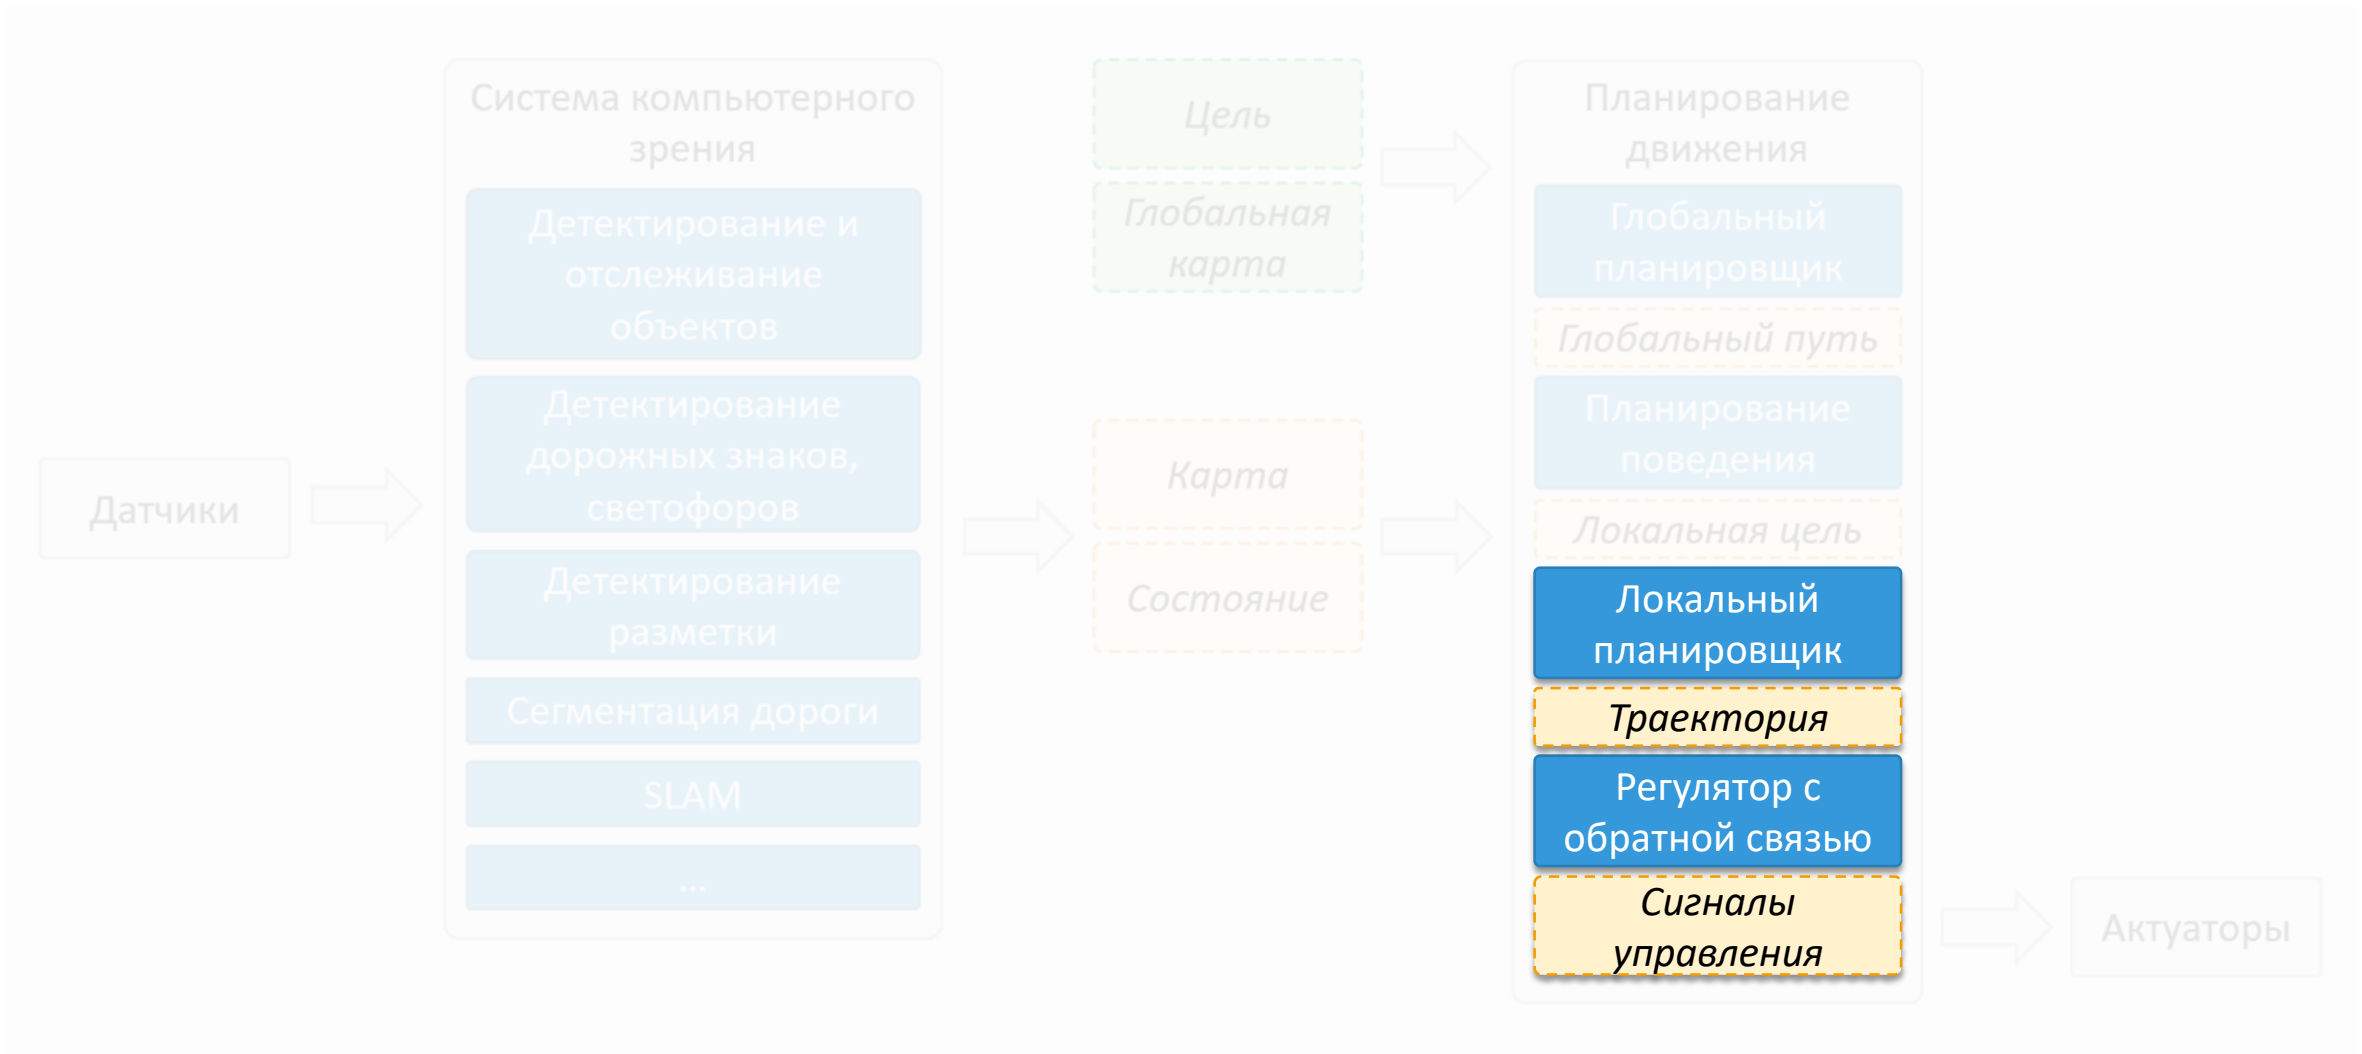 Датчики
Система компьютерного
зрения
Детектирование и
отслеживание
объектов
Детектирование
дорожных знаков,
светофоров
Детектирование
разметки
Сегментация дороги
SLAM
...
Цель
Глобальная
карта
Карта
Состояние
Планирование
движения
Глобальный
планировщик
Глобальный путь
Планирование
поведения
Локальная цель
Локальный
планировщик
Траектория
Регулятор с
обратной связью
Сигналы
управления
Актуаторы